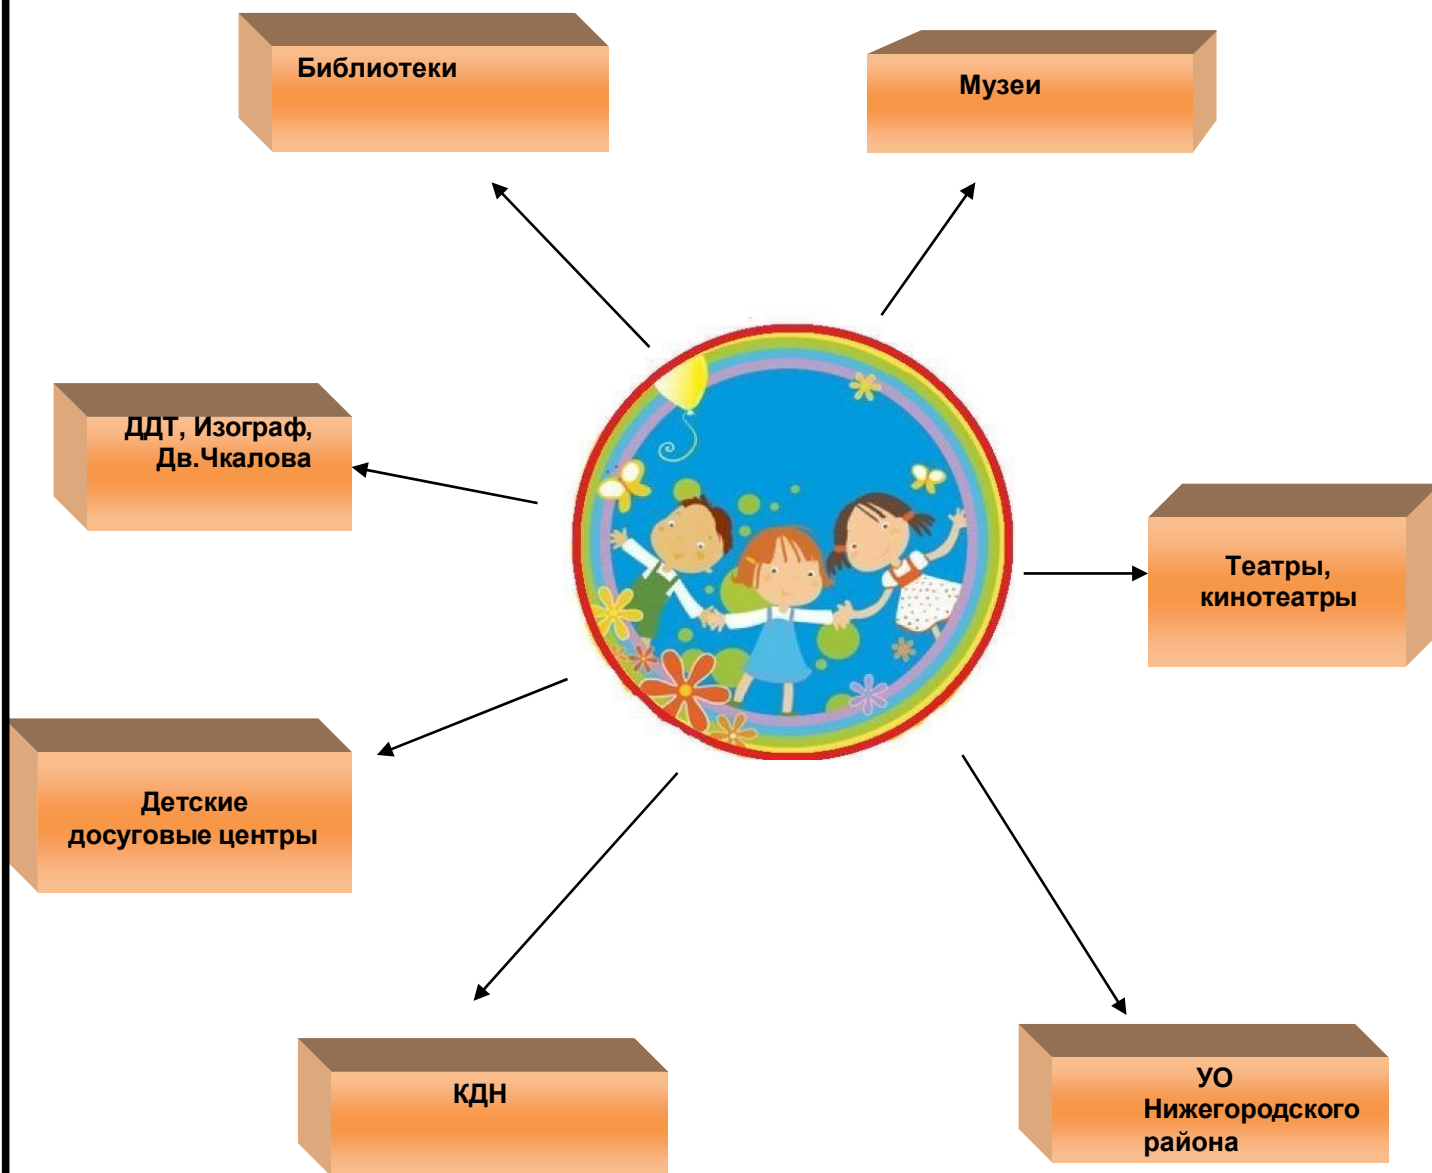 Библиотеки
Музеи
ДДТ, Изограф,
Дв.Чкалова
Театры,
кинотеатры
Детские
досуговые центры
КДН
УО
Нижегородского
района